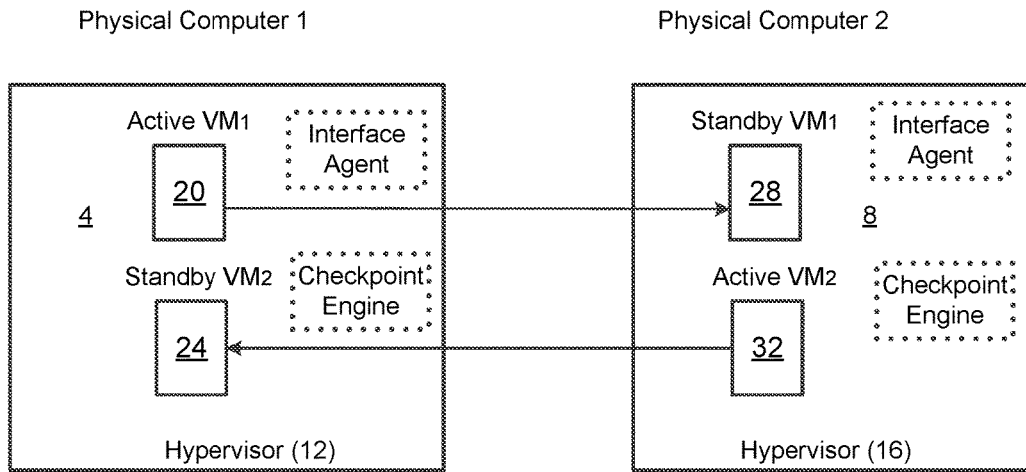 Physical Computer 1
Physical Computer 2
Active VM1
Interface
Agent
20
4
Standby VM2
Checkpoint
Engine
24
Hypervisor (12)
Standby VM1
Interface
Agent
28
8
Active VM2
Checkpoint
Engine
32
Hypervisor (16)